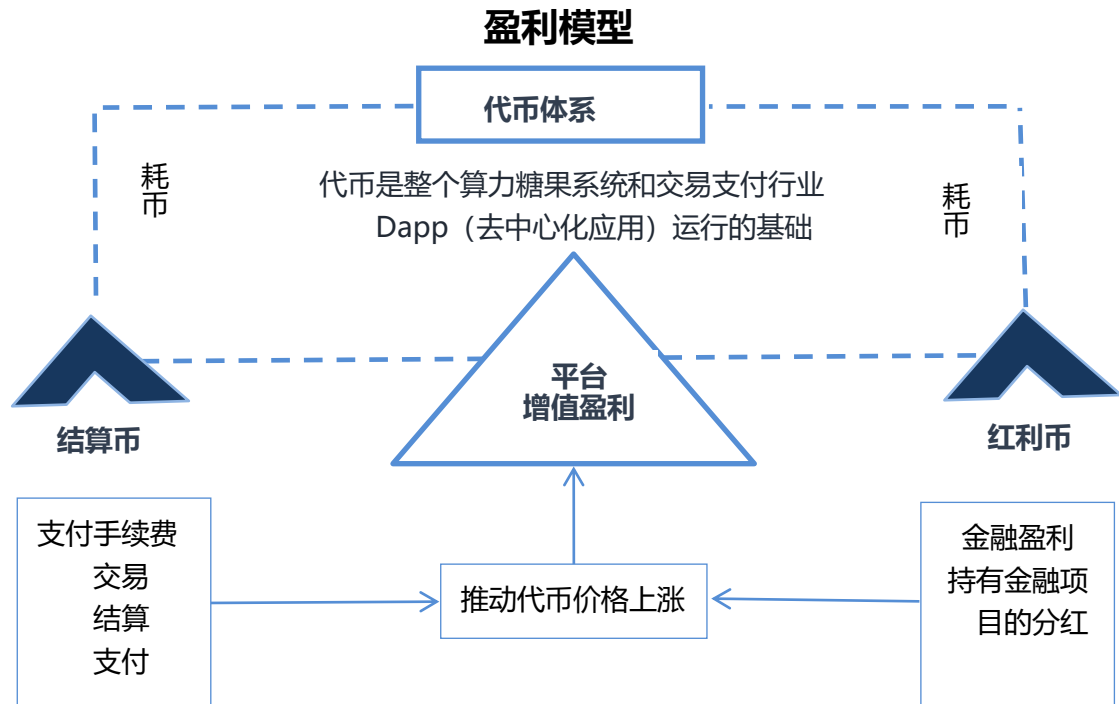 盈利模型
代币体系
耗币
耗币
代币是整个算力糖果系统和交易支付行业
Dapp（去中心化应用）运行的基础
平台
增值盈利
结算币
红利币
支付手续费
交易
结算
支付
推动代币价格上涨
金融盈利
持有金融项
目的分红